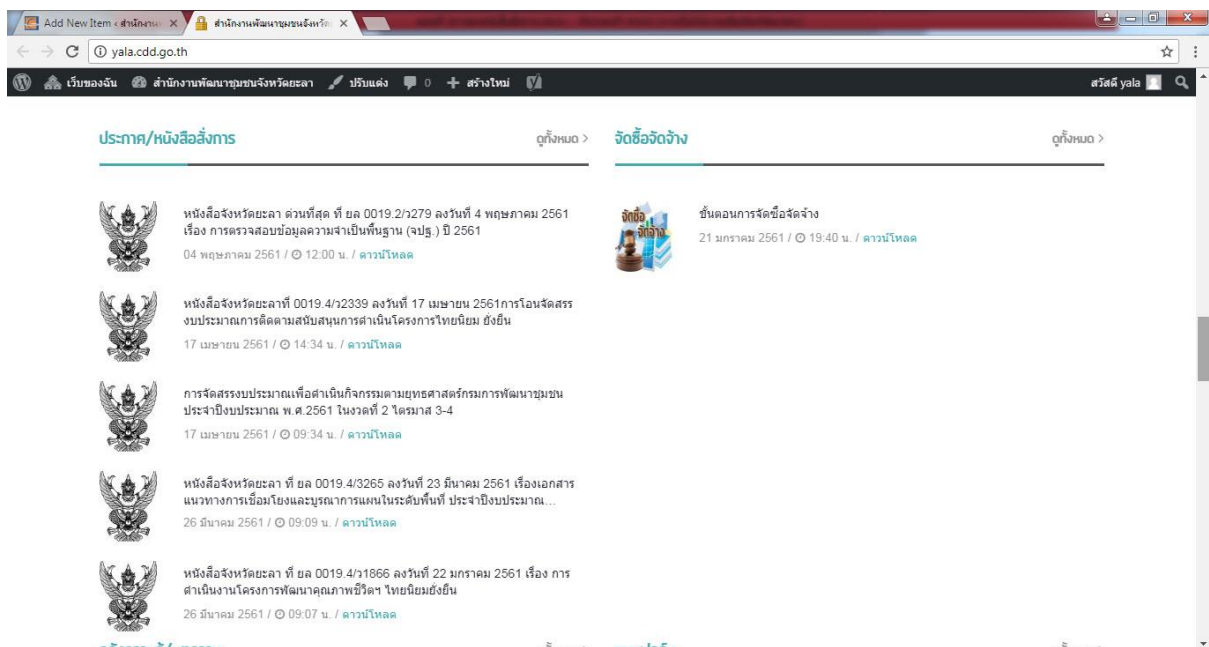 Add New Item ‹ สำนักงานพ
สำนักงานพัฒนาชุมชนจังหวัด
yala.cdd.go.th
เว็บของฉัน สำนักงานพัฒนาชุมชนจังหวัดยะลา ปรับแต่ง 0 สร้างใหม่ สวัสดี yala
ประกาศ/หนังสือสั่งการ ดูทั้งหมด >
จัดซื้อจัดจ้าง ดูทั้งหมด >
หนังสือจังหวัดยะลา ด่วนที่สุด ที่ ยล 0019.2/ว279 ลงวันที่ 4 พฤษภาคม 2561
เรื่อง การตรวจสอบข้อมูลความจำเป็นพื้นฐาน (จปฐ.) ปี 2561
04 พฤษภาคม 2561 / 12:00 น. / ดาวน์โหลด
จัดซื้อ
จัดจ้าง
ขั้นตอนการจัดซื้อจัดจ้าง
21 มกราคม 2561 / 19:40 น. / ดาวน์โหลด
หนังสือจังหวัดยะลาที่ 0019.4/ว2339 ลงวันที่ 17 เมษายน 2561การโอนจัดสรร
งบประมาณการติดตามสนับสนุนการดำเนินโครงการไทยนิยม ยั่งยืน
17 เมษายน 2561 / 14:34 น. / ดาวน์โหลด
การจัดสรรงบประมาณเพื่อดำเนินกิจกรรมตามยุทธศาสตร์กรมการพัฒนาชุมชน
ประจำปีงบประมาณ พ.ศ.2561 ในงวดที่ 2 ไตรมาส 3-4
17 เมษายน 2561 / 09:34 น. / ดาวน์โหลด
หนังสือจังหวัดยะลา ที่ ยล 0019.4/3265 ลงวันที่ 23 มีนาคม 2561 เรื่องเอกสาร
แนวทางการเชื่อมโยงและบูรณาการแผนในระดับพื้นที่ ประจำปีงบประมาณ...
26 มีนาคม 2561 / 09:09 น. / ดาวน์โหลด
หนังสือจังหวัดยะลา ที่ ยล 0019.4/ว1866 ลงวันที่ 22 มกราคม 2561 เรื่อง การ
ดำเนินงานโครงการพัฒนาคุณภาพชีวิตฯ ไทยนิยมยั่งยืน
26 มีนาคม 2561 / 09:07 น. / ดาวน์โหลด